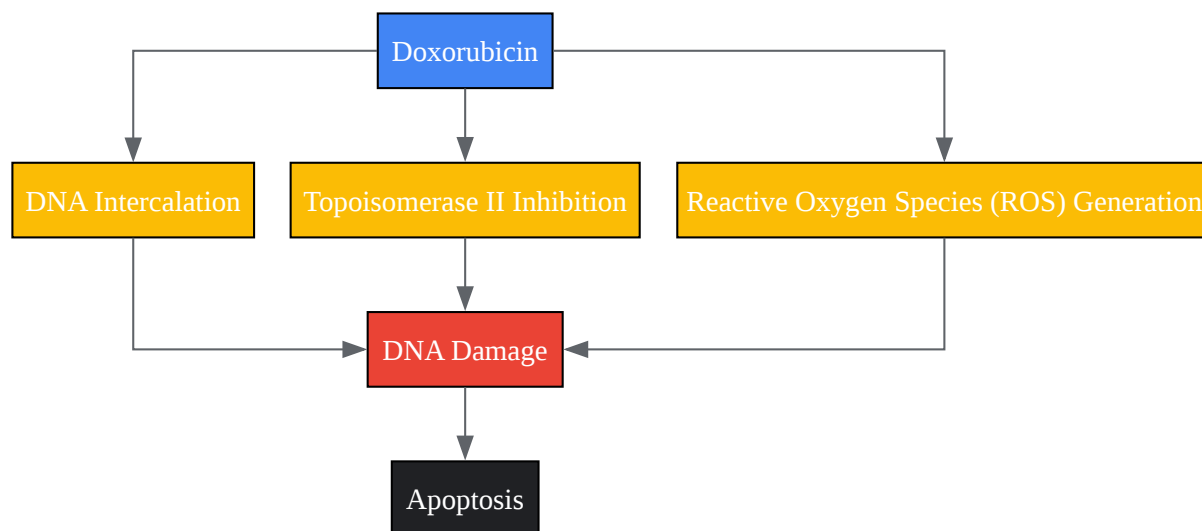 Doxorubicin
DNA Intercalation
Topoisomerase II Inhibition
Reactive Oxygen Species (ROS) Generation
DNA Damage
Apoptosis